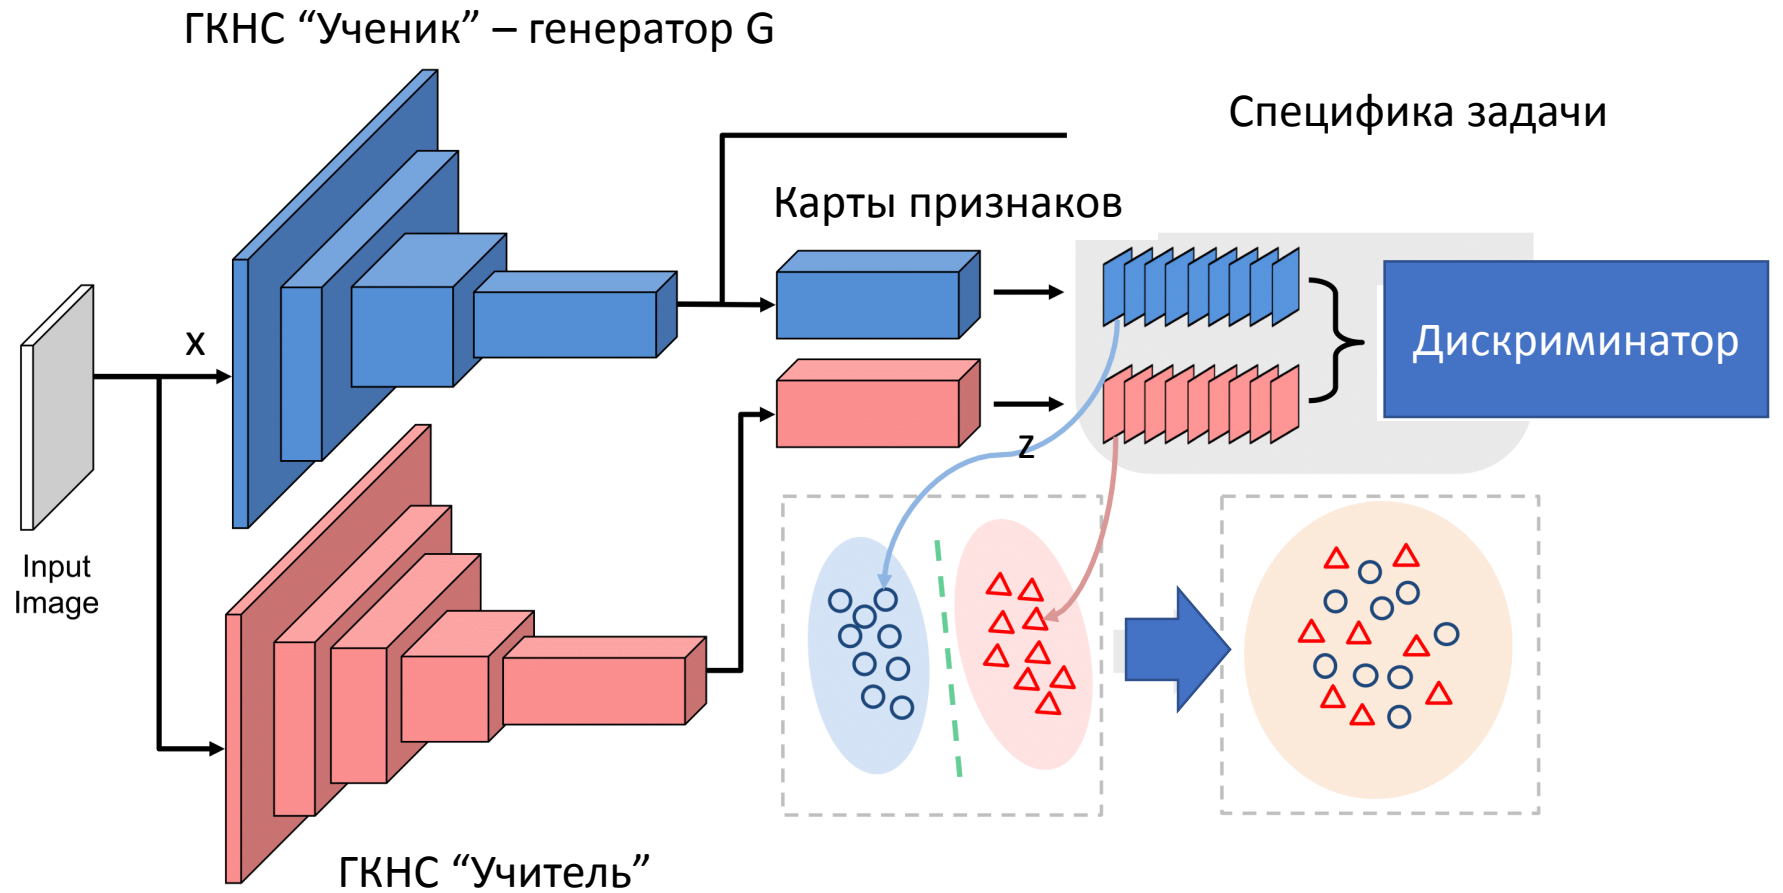 ГКНС “Ученик” – генератор G
Специфика задачи
Карты признаков
x
Дискриминатор
z
Input
Image
ГКНС “Учитель”